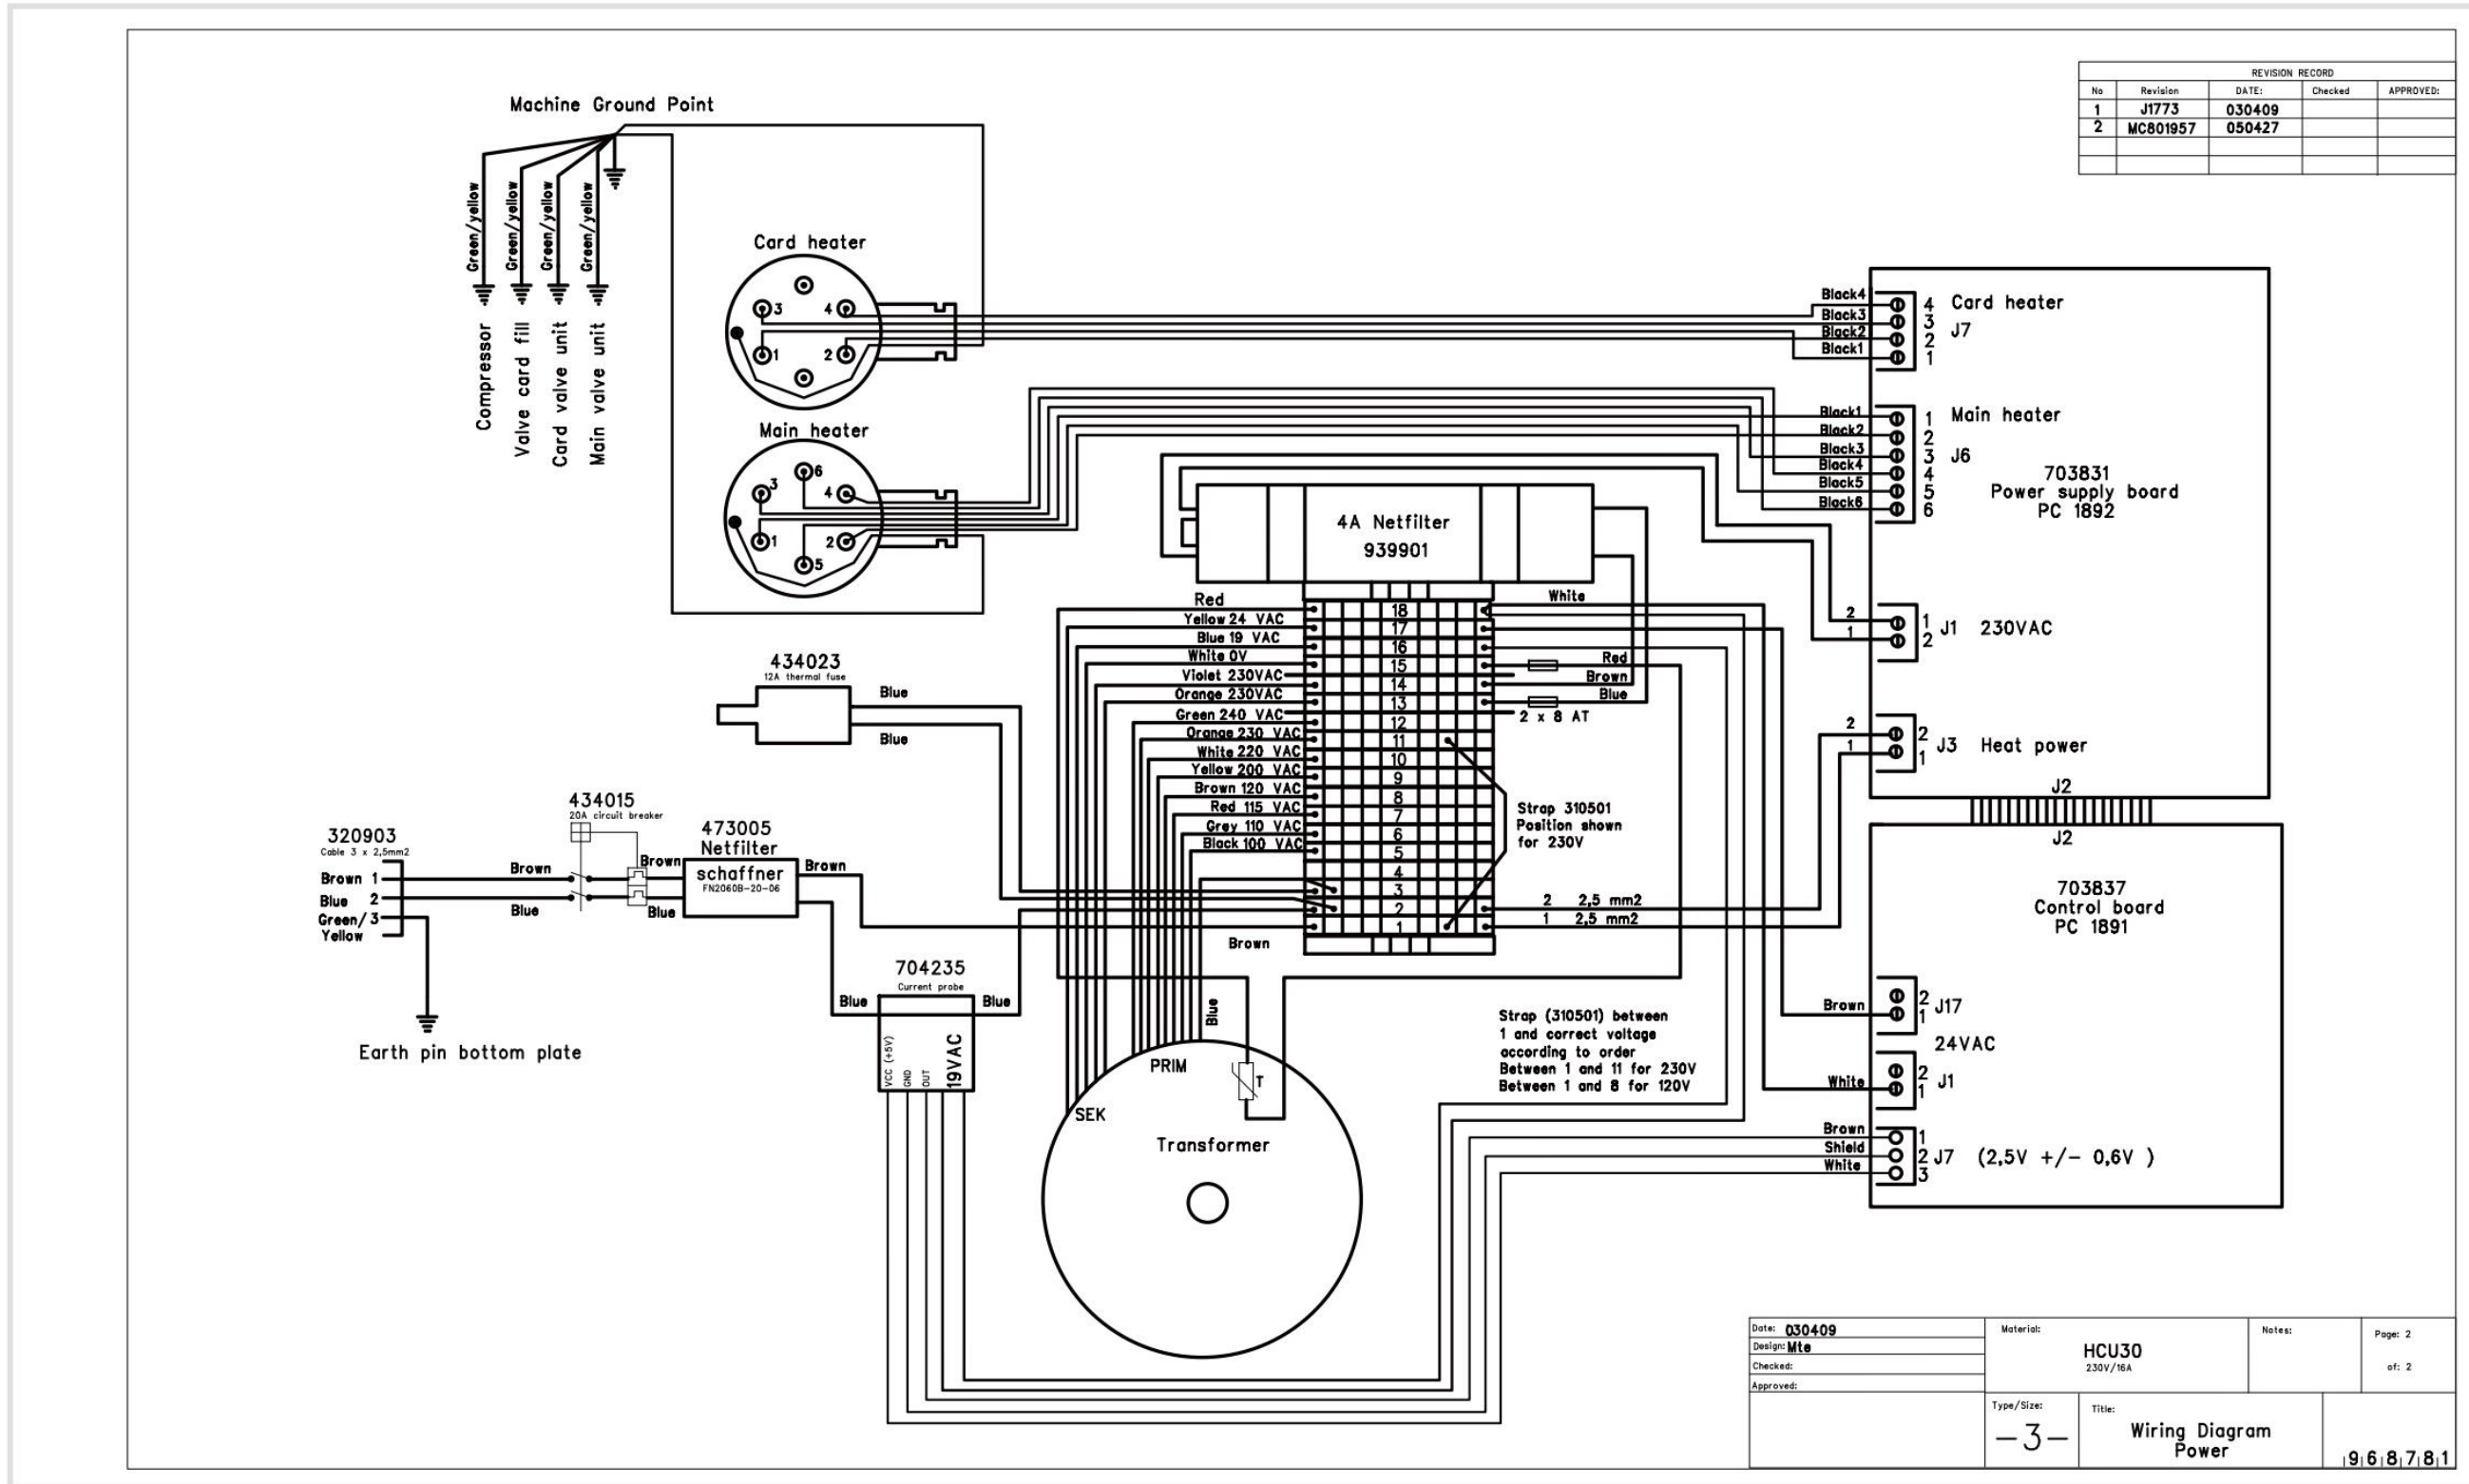 REVISION RECORD
No Revision DATE: Checked APPROVED:
1 J1773 030409
2 MC801957 050427
Machine Ground Point
Green/yellow
Green/yellow
Green/yellow
Green/yellow
Compressor
Valve card fill
Card valve unit
Main valve unit
Card heater
3 4
1 2
Main heater
6
3 4
1 2
5
Black4
Black3
Black2
Black1
4 Card heater
3
J7
2
1
Black1
Black2
Black3
Black4
Black5
Black6
1 Main heater
2
3 J6
4
5
6
703831
Power supply board
PC 1892
4A Netfilter
939901
2
1
1
2
J1 230VAC
2
1
2
1
J3 Heat power
J2
J2
Red
Yellow 24 VAC
Blue 19 VAC
White 0V
Violet 230VAC
Orange 230VAC
Green 240 VAC
Orange 230 VAC
White 220 VAC
Yellow 200 VAC
Brown 120 VAC
Red 115 VAC
Grey 110 VAC
Black 100 VAC
18
17
16
15
14
13
12
11
10
9
8
7
6
5
4
3
2
1
White
Red
Brown
Blue
2 x 8 AT
Strap 310501
Position shown
for 230V
2 2,5 mm2
1 2,5 mm2
434023
12A thermal fuse
Blue
Blue
434015
20A circuit breaker
320903
Cable 3 x 2,5mm2
Brown 1
Blue 2
Green/ 3
Yellow
Brown
Blue
Brown
Blue
473005
Netfilter
schaffner
FN2060B-20-06
Brown
Brown
Earth pin bottom plate
704235
Current probe
Blue
Blue
VCC (+5V)
GND
OUT
19VAC
Blue
PRIM
T
SEK
Transformer
Strap (310501) between
1 and correct voltage
according to order
Between 1 and 11 for 230V
Between 1 and 8 for 120V
703837
Control board
PC 1891
Brown
2
1
J17
24VAC
White
2
1
J1
Brown
Shield
White
1
2 J7 (2,5V +/- 0,6V )
3
Date: 030409
Design: Mte
Checked:
Approved:
Material:
HCU30
230V/16A
Notes:
Page: 2
of: 2
Type/Size:
-3-
Title:
Wiring Diagram
Power
968781